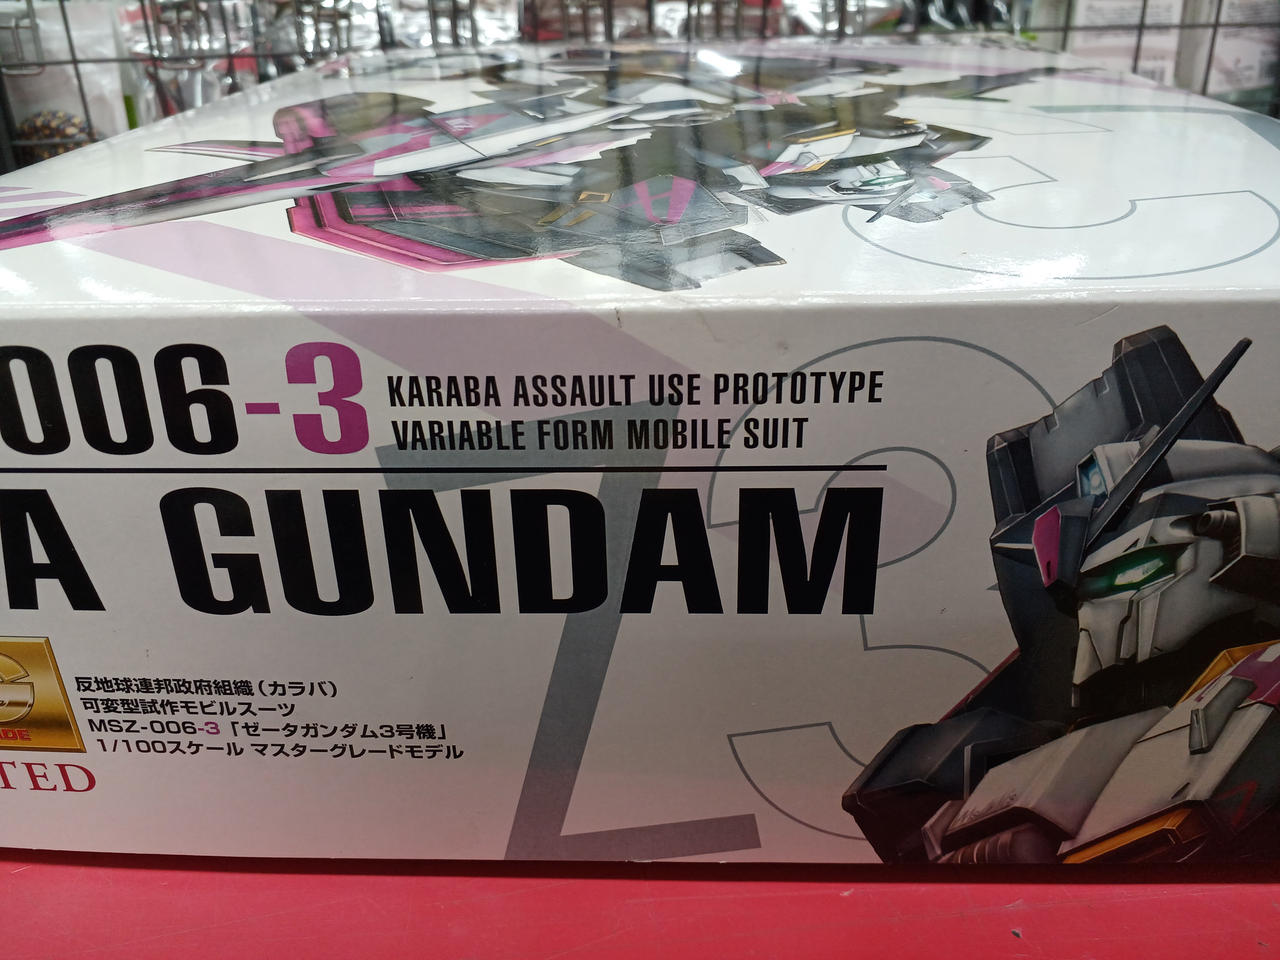 006-3
KARABA ASSAULT USE PROTOTYPE
VARIABLE FORM MOBILE SUIT
A GUNDAM
反地球連邦政府組織(カラバ)
可変型試作モビルスーツ
MSZ-006-3「ゼータガンダム3号機」
1/100スケール マスターグレードモデル
ADE
TED